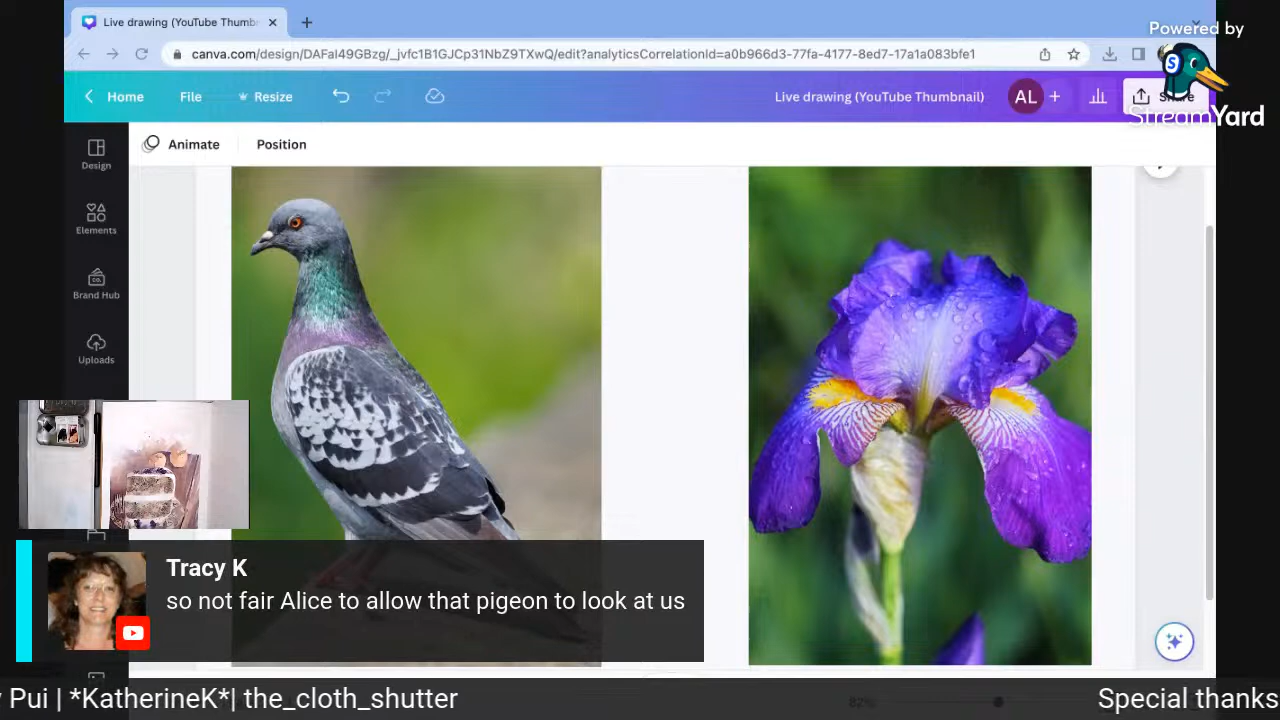 Live drawing (YouTube Thumb
Powered by
canva.com/design/DAFal49GBzg/_jvfc1B1GJCp31NbZ9TXwQ/edit?analyticsCorrelationId=a0b966d3-77fa-4177-8ed7-17a1a083bfe1
Home
File
Resize
Live drawing (YouTube Thumbnail)
AL
Share
StreamYard
Design
Animate
Position
Elements
Brand Hub
Uploads
Tracy K
so not fair Alice to allow that pigeon to look at us
Pui | *KatherineK*| the_cloth_shutter
Special thanks
82%